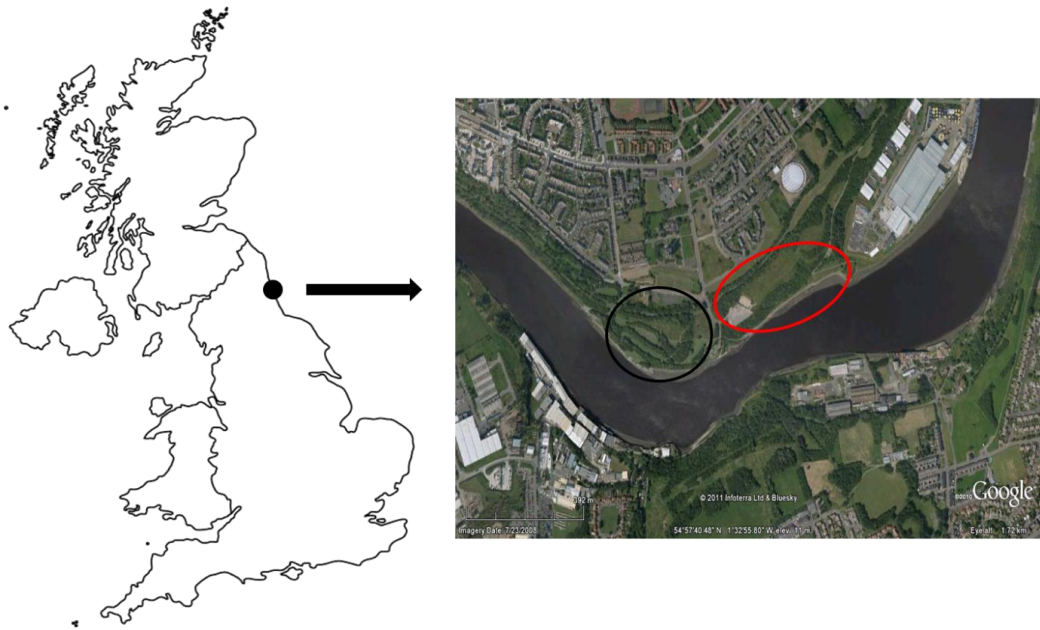 392 m
© 2011 Infoterra Ltd & Bluesky
©2010 Google
Imagery Date: 7/23/2008
54°57'40.48" N 1°32'55.80" W elev 11 m
Eye alt 1.72 km